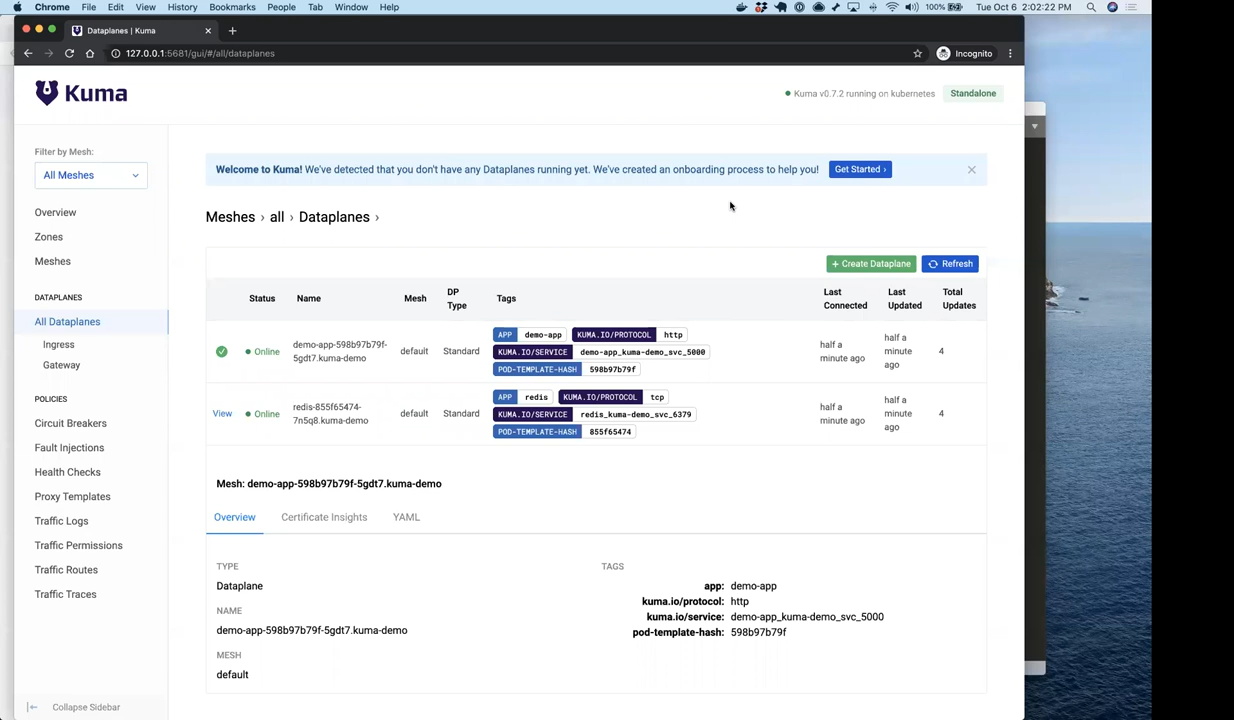 Chrome File Edit View History Bookmarks People Tab Window Help 100% Tue Oct 6 2:02:22 PM
Dataplanes | Kuma
127.0.0.1:5681/gui/#/all/dataplanes Incognito
Kuma
Kuma v0.7.2 running on kubernetes Standalone
Filter by Mesh:
All Meshes
Overview
Zones
Meshes
DATAPLANES
All Dataplanes
Ingress
Gateway
POLICIES
Circuit Breakers
Fault Injections
Health Checks
Proxy Templates
Traffic Logs
Traffic Permissions
Traffic Routes
Traffic Traces
Collapse Sidebar
Welcome to Kuma! We've detected that you don't have any Dataplanes running yet. We've created an onboarding process to help you! Get Started ›
Meshes › all › Dataplanes ›
+ Create Dataplane Refresh
Status Name Mesh DP Type Tags Last Connected Last Updated Total Updates
Online demo-app-598b97b79f-5gdt7.kuma-demo default Standard half a minute ago half a minute ago 4
APP demo-app KUMA.IO/PROTOCOL http
KUMA.IO/SERVICE demo-app_kuma-demo_svc_5000
POD-TEMPLATE-HASH 598b97b79f
View Online redis-855f65474-7n5q8.kuma-demo default Standard half a minute ago half a minute ago 4
APP redis KUMA.IO/PROTOCOL tcp
KUMA.IO/SERVICE redis_kuma-demo_svc_6379
POD-TEMPLATE-HASH 855f65474
Mesh: demo-app-598b97b79f-5gdt7.kuma-demo
Overview Certificate Insights YAML
TYPE
Dataplane
NAME
demo-app-598b97b79f-5gdt7.kuma-demo
MESH
default
TAGS
app: demo-app
kuma.io/protocol: http
kuma.io/service: demo-app_kuma-demo_svc_5000
pod-template-hash: 598b97b79f